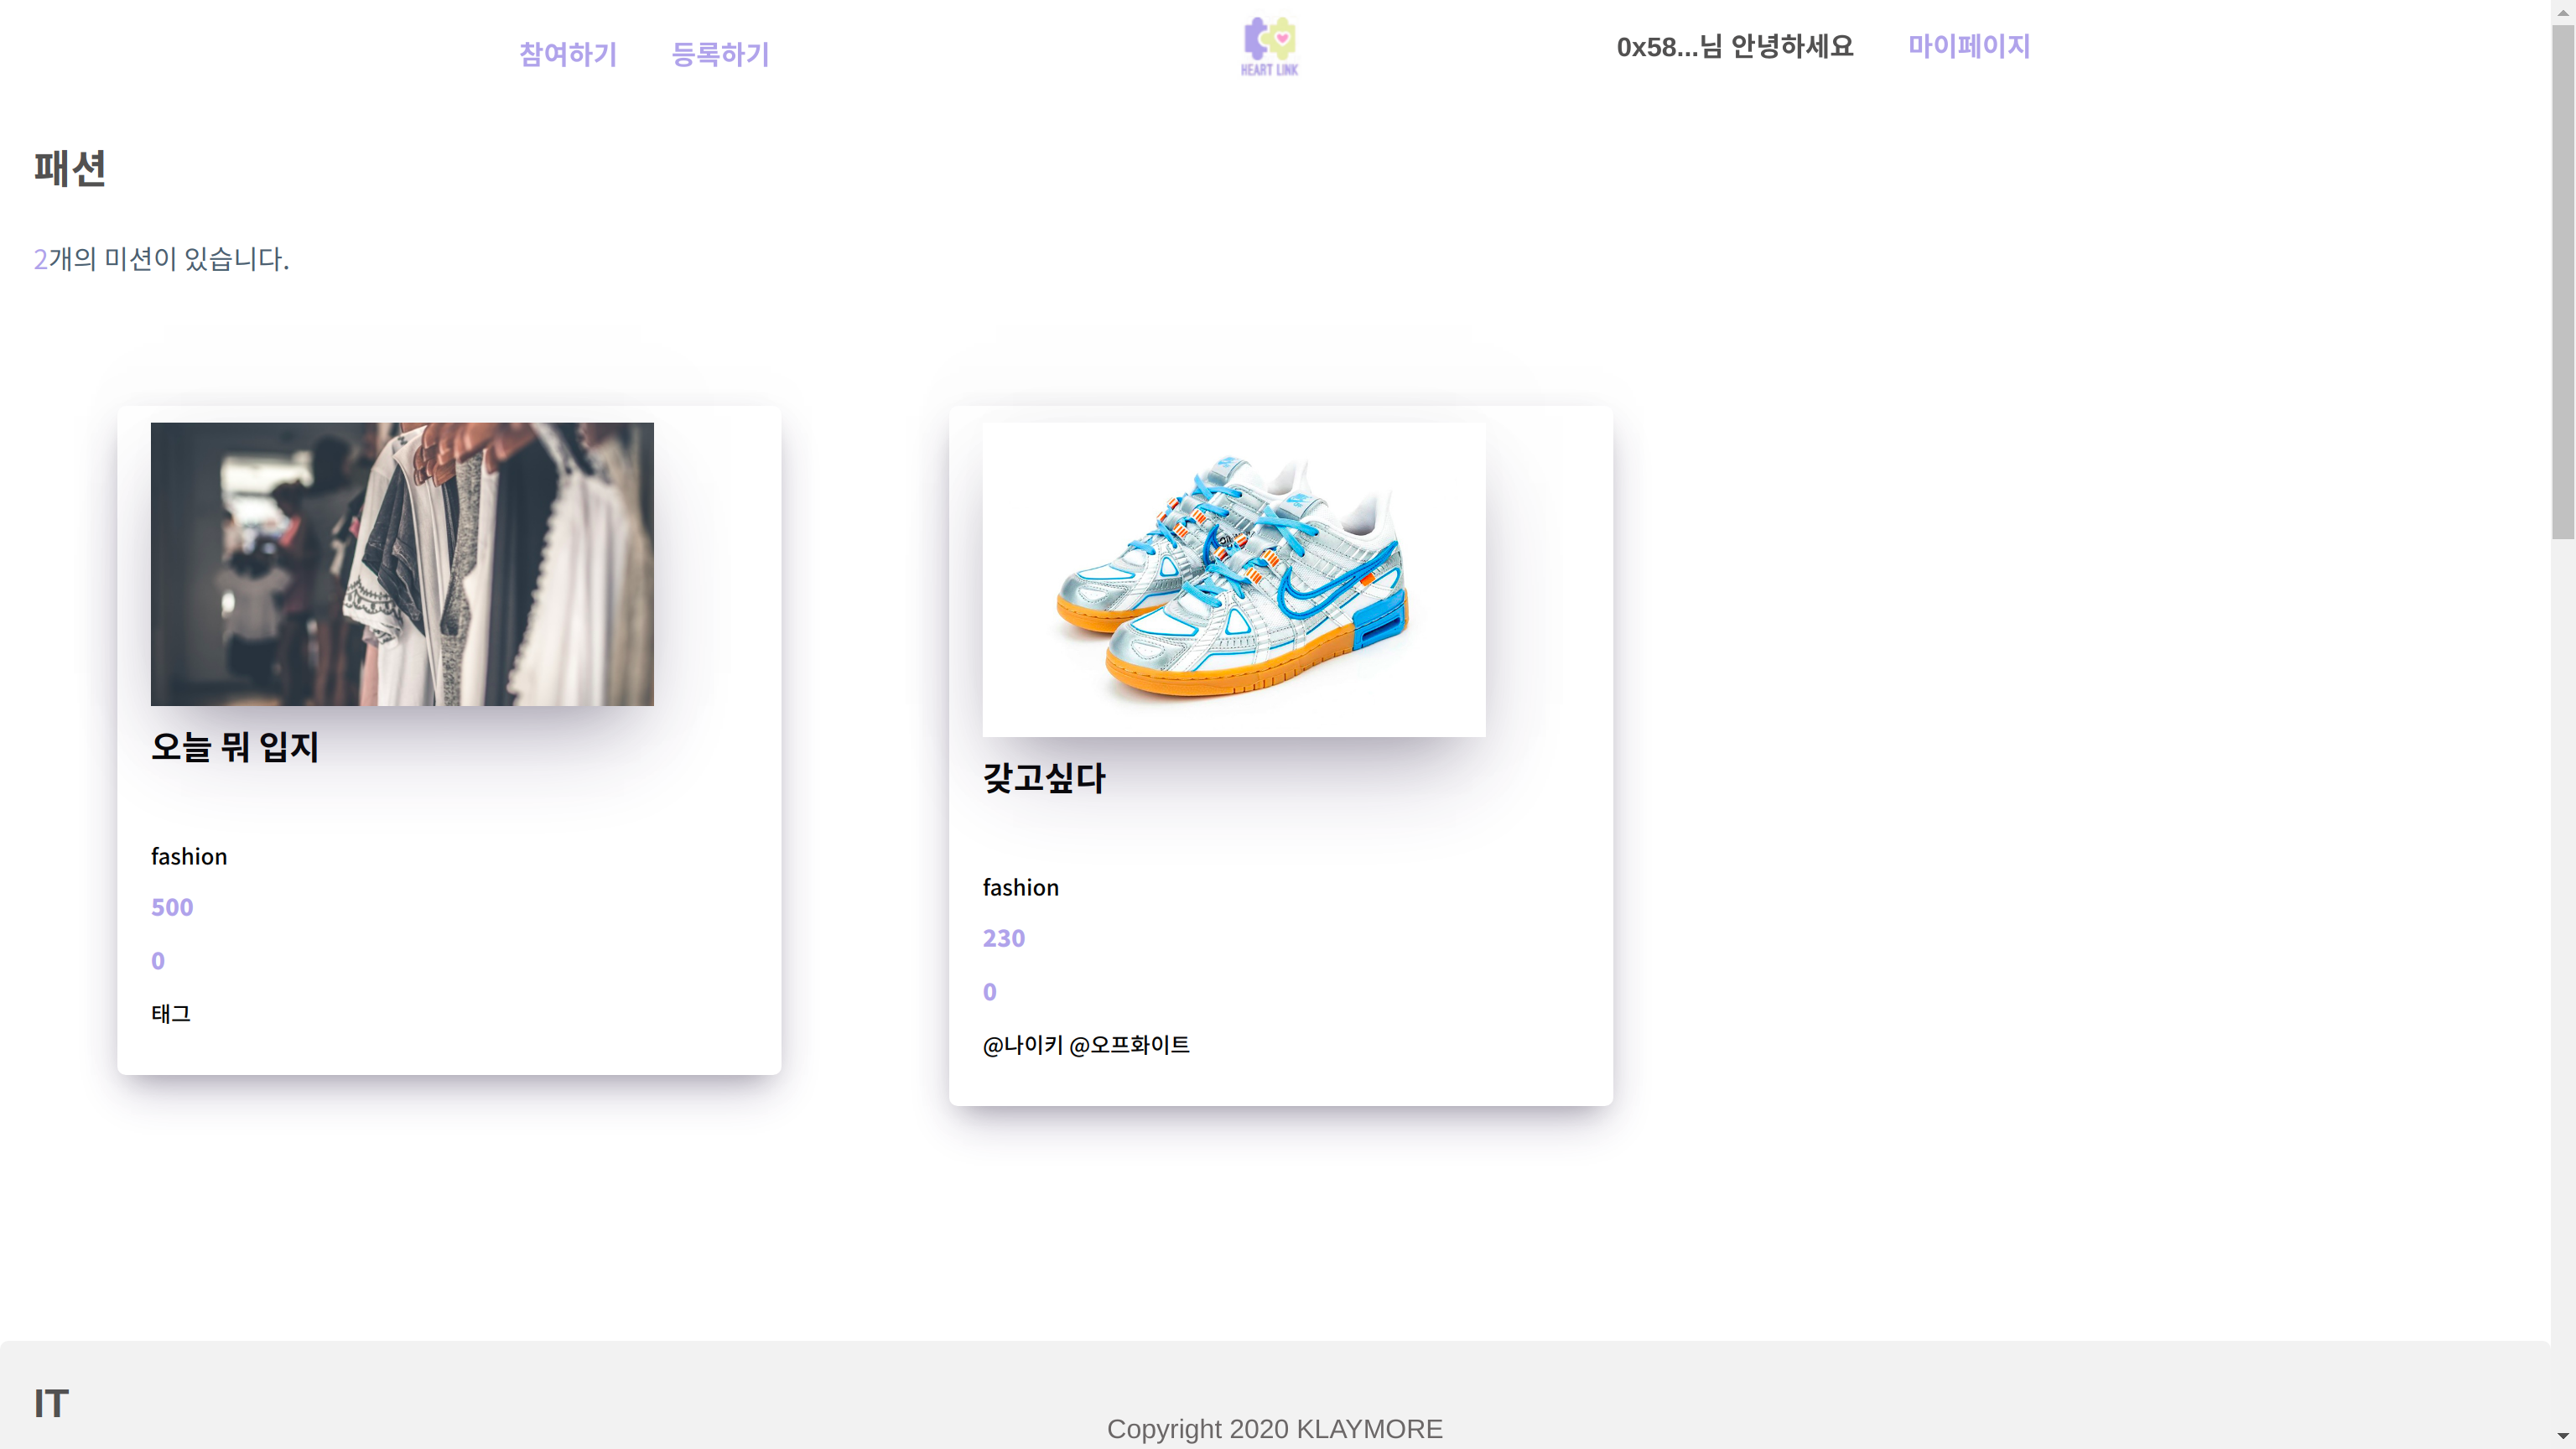 참여하기 등록하기 HEART LINK 0x58...님 안녕하세요 마이페이지
패션
2개의 미션이 있습니다.
오늘 뭐 입지
fashion
500
0
태그
갖고싶다
fashion
230
0
@나이키 @오프화이트
IT
Copyright 2020 KLAYMORE